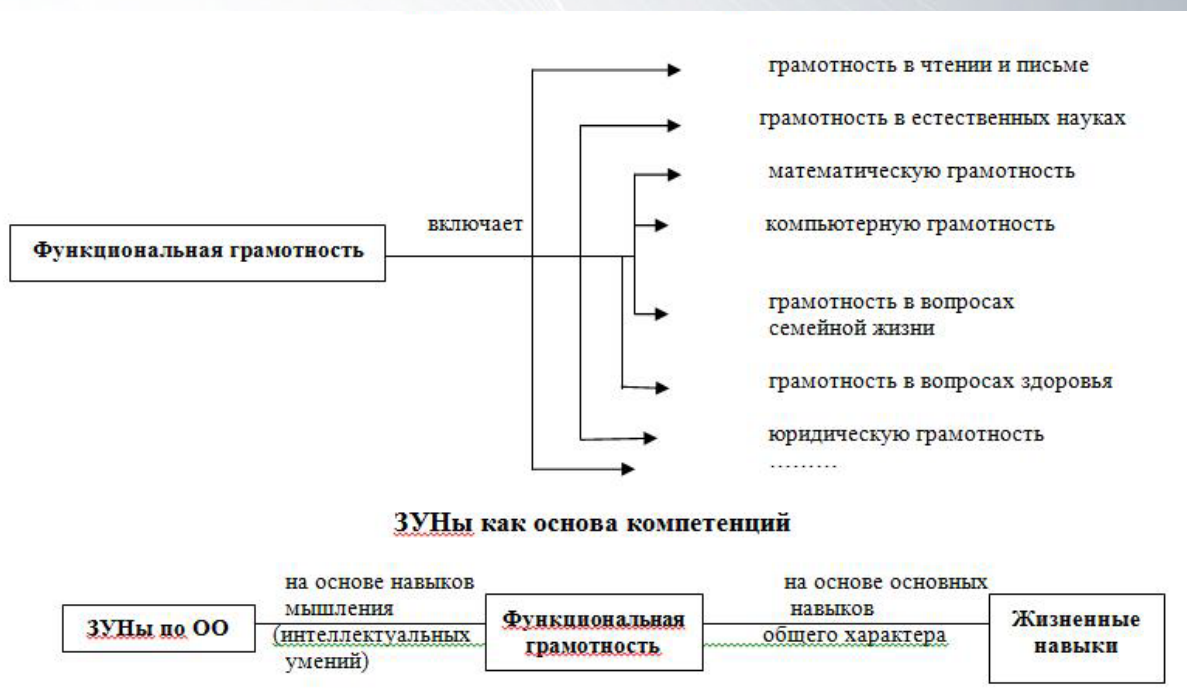 грамотность в чтении и письме
грамотность в естественных науках
математическую грамотность
включает
компьютерную грамотность
Функциональная грамотность
грамотность в вопросах
семейной жизни
грамотность в вопросах здоровья
юридическую грамотность
.........
ЗУНы как основа компетенций
ЗУНы по ОО
на основе навыков
мышления
(интеллектуальных
умений)
Функциональная
грамотность
на основе основных
навыков
общего характера
Жизненные
навыки